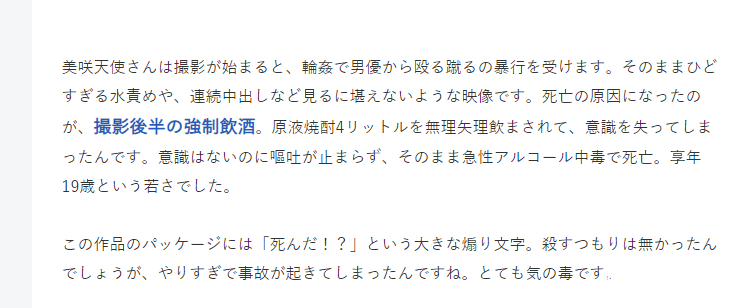 美咲天使さんは撮影が始まると、輪姦で男優から殴る蹴るの暴行を受けます。そのままひど
すぎる水責めや、連続中出しなど見るに堪えないような映像です。死亡の原因になったの
が、撮影後半の強制飲酒。原液焼酎4リットルを無理矢理飲まされて、意識を失ってしま
ったんです。意識はないのに嘔吐が止まらず、そのまま急性アルコール中毒で死亡。享年
19歳という若さでした。
この作品のパッケージには「死んだ！？」という大きな煽り文字。殺すつもりは無かったん
でしょうが、やりすぎで事故が起きてしまったんですね。とても気の毒です。